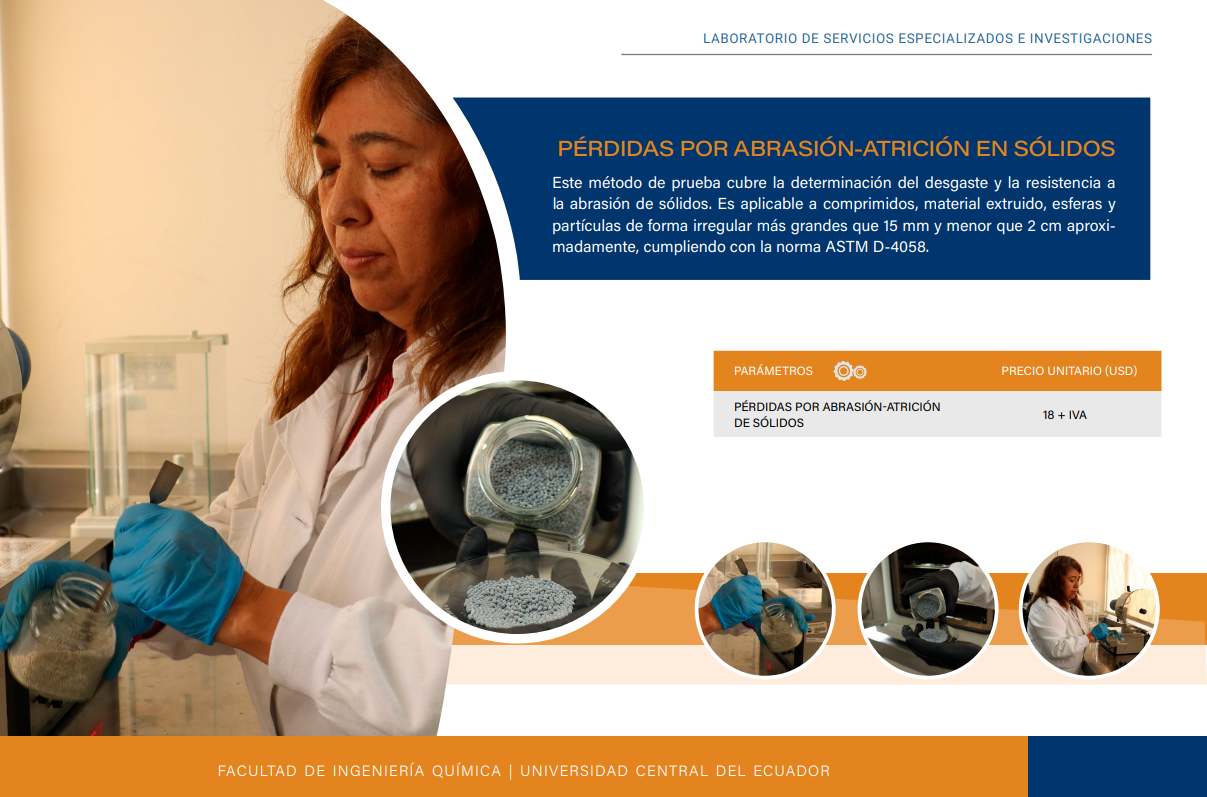 LABORATORIO DE SERVICIOS ESPECIALIZADOS E INVESTIGACIONES
PÉRDIDAS POR ABRASIÓN-ATRICIÓN EN SÓLIDOS
Este método de prueba cubre la determinación del desgaste y la resistencia a
la abrasión de sólidos. Es aplicable a comprimidos, material extruido, esferas y
partículas de forma irregular más grandes que 15 mm y menor que 2 cm aproxi-
madamente, cumpliendo con la norma ASTM D-4058.
PARÁMETROS PRECIO UNITARIO (USD)
PÉRDIDAS POR ABRASIÓN-ATRICIÓN
DE SÓLIDOS 18 + IVA
FACULTAD DE INGENIERÍA QUÍMICA | UNIVERSIDAD CENTRAL DEL ECUADOR